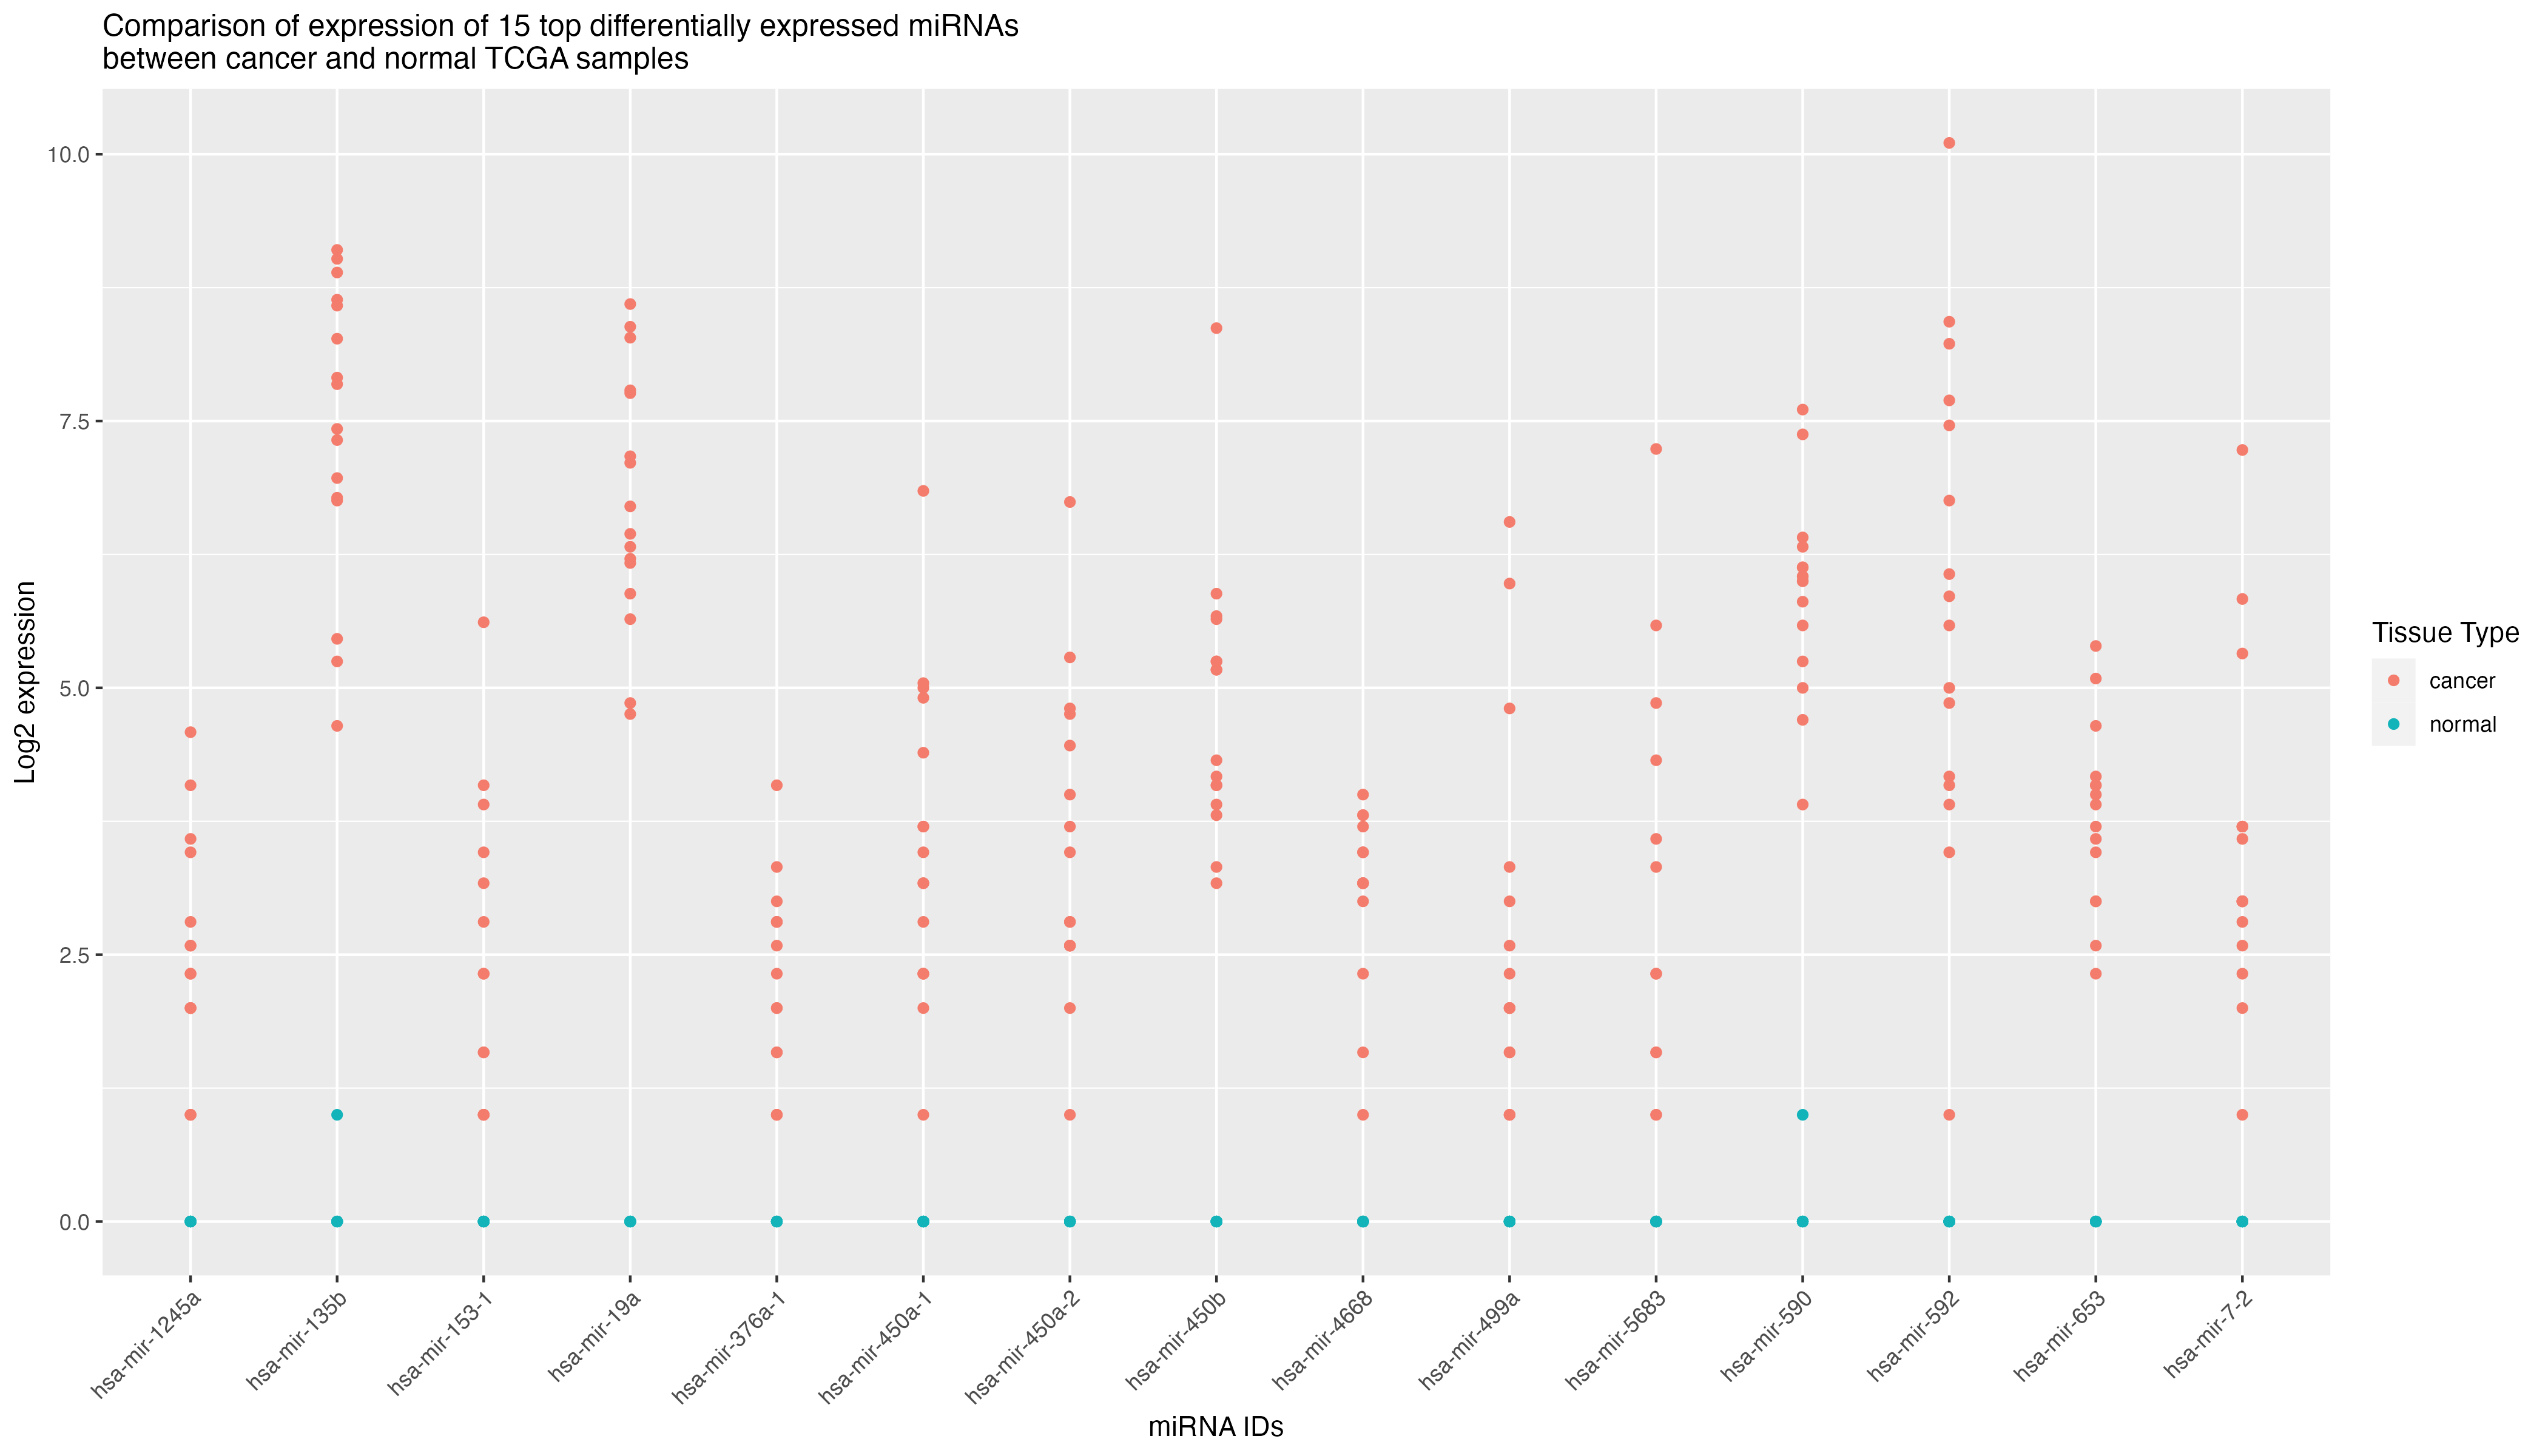 Comparison of expression of 15 top differentially expressed miRNAs
between cancer and normal TCGA samples
10.0
7.5
5.0
2.5
0.0
Log2 expression
hsa-mir-1245a
hsa-mir-135b
hsa-mir-153-1
hsa-mir-19a
hsa-mir-376a-1
hsa-mir-450a-1
hsa-mir-450a-2
hsa-mir-450b
hsa-mir-4668
hsa-mir-499a
hsa-mir-5683
hsa-mir-590
hsa-mir-592
hsa-mir-653
hsa-mir-7-2
miRNA IDs
Tissue Type
cancer
normal